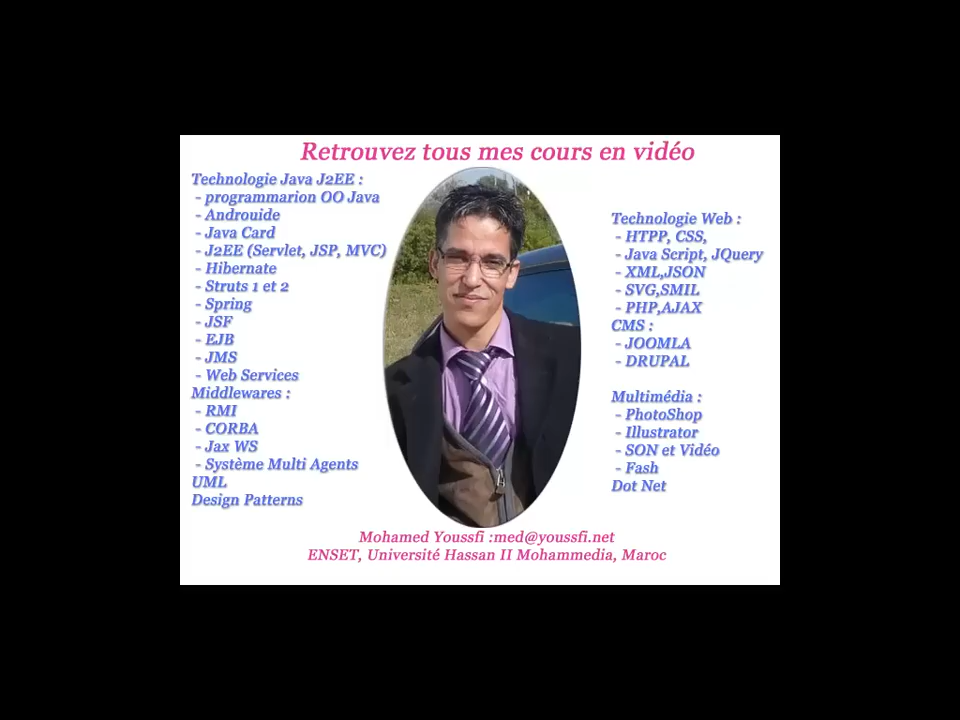 Retrouvez tous mes cours en vidéo
Technologie Java J2EE :
- programmarion OO Java
- Androuide
- Java Card
- J2EE (Servlet, JSP, MVC)
- Hibernate
- Struts 1 et 2
- Spring
- JSF
- EJB
- JMS
- Web Services
Middlewares :
- RMI
- CORBA
- Jax WS
- Système Multi Agents
UML
Design Patterns
Technologie Web :
- HTPP, CSS,
- Java Script, JQuery
- XML,JSON
- SVG,SMIL
- PHP,AJAX
CMS :
- JOOMLA
- DRUPAL
Multimédia :
- PhotoShop
- Illustrator
- SON et Vidéo
- Fash
Dot Net
Mohamed Youssfi :med@youssfi.net
ENSET, Université Hassan II Mohammedia, Maroc